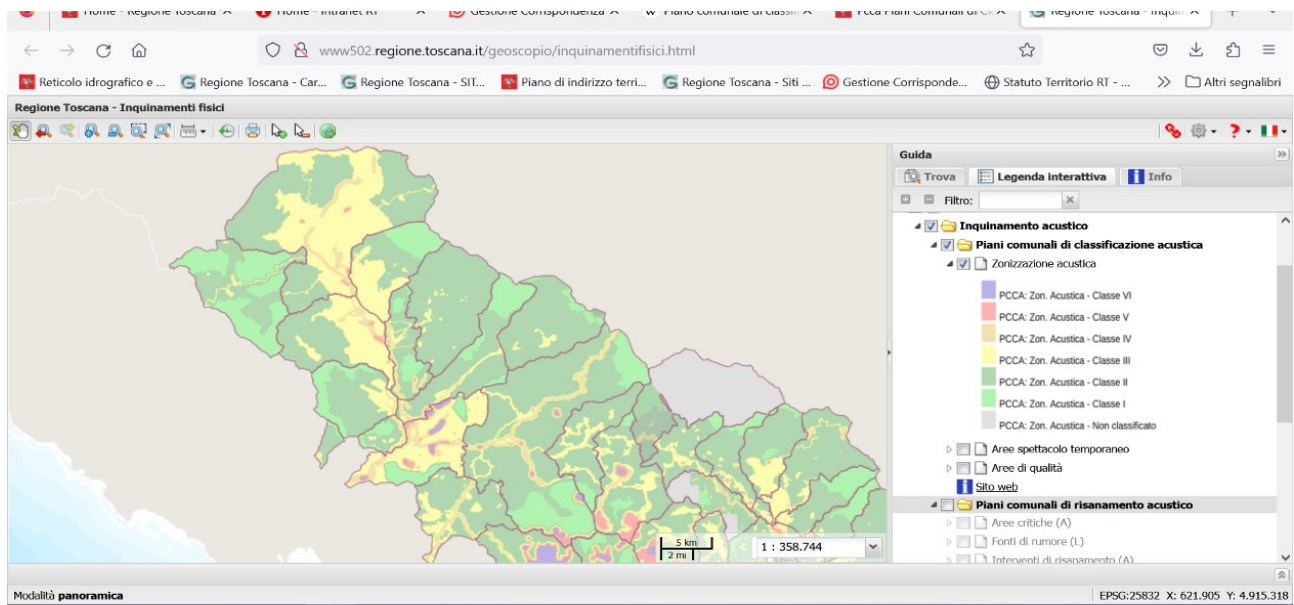 Home - Regione Toscana ×
Home - Intranet RT ×
Gestione Corrispondenza ×
W Piano comunale di classifi ×
Pcca Piani Comunali di Cl ×
Regione Toscana - Inquin ×
www502.regione.toscana.it/geoscopio/inquinamentifisici.html
Reticolo idrografico e ...
Regione Toscana - Car...
Regione Toscana - SIT...
Piano di indirizzo terri...
Regione Toscana - Siti ...
Gestione Corrisponde...
Statuto Territorio RT - ...
Altri segnalibri
Regione Toscana - Inquinamenti fisici
Guida
Trova
Legenda interattiva
Info
Filtro:
Inquinamento acustico
Piani comunali di classificazione acustica
Zonizzazione acustica
PCCA: Zon. Acustica - Classe VI
PCCA: Zon. Acustica - Classe V
PCCA: Zon. Acustica - Classe IV
PCCA: Zon. Acustica - Classe III
PCCA: Zon. Acustica - Classe II
PCCA: Zon. Acustica - Classe I
PCCA: Zon. Acustica - Non classificato
Aree spettacolo temporaneo
Aree di qualità
Sito web
Piani comunali di risanamento acustico
Aree critiche (A)
Fonti di rumore (L)
Interventi di risanamento (A)
5 km
2 mi
1 : 358.744
Modalità panoramica
EPSG:25832 X: 621.905 Y: 4.915.318